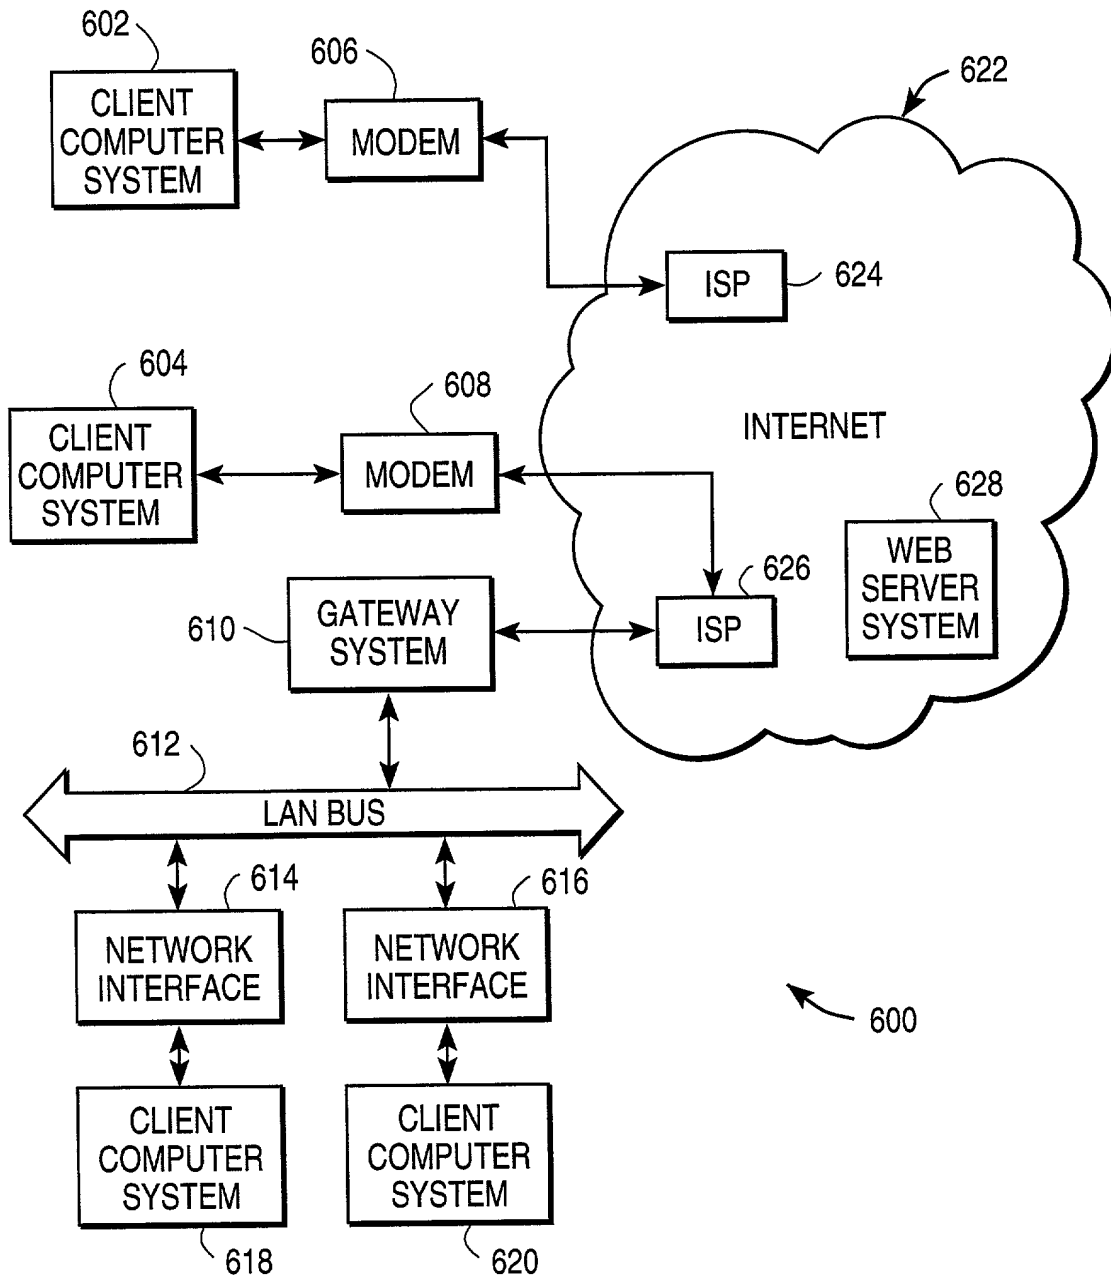 602
CLIENT
COMPUTER
SYSTEM
606
MODEM
622
ISP
624
604
CLIENT
COMPUTER
SYSTEM
608
MODEM
INTERNET
628
WEB
SERVER
SYSTEM
610
GATEWAY
SYSTEM
626
ISP
612
LAN BUS
614
NETWORK
INTERFACE
616
NETWORK
INTERFACE
600
CLIENT
COMPUTER
SYSTEM
618
CLIENT
COMPUTER
SYSTEM
620